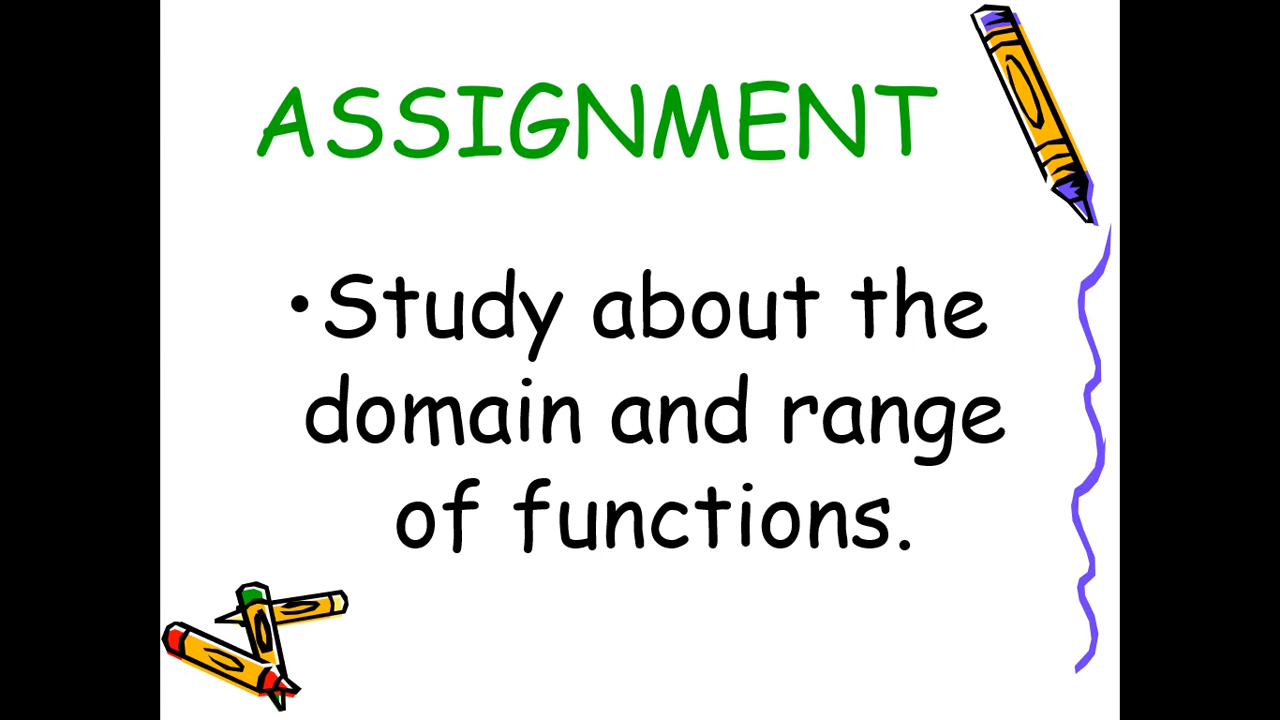 ASSIGNMENT
•Study about the
domain and range
of functions.